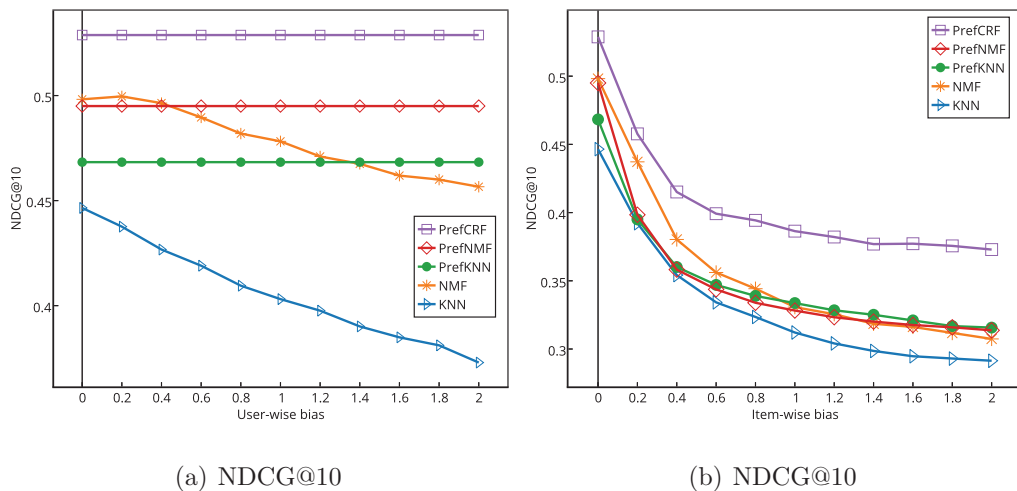 NDCG@10
0.5
0.45
0.4
PrefCRF
PrefNMF
PrefKNN
NMF
KNN
0 0.2 0.4 0.6 0.8 1 1.2 1.4 1.6 1.8 2
User-wise bias
(a) NDCG@10
NDCG@10
0.5
0.45
0.4
0.35
0.3
PrefCRF
PrefNMF
PrefKNN
NMF
KNN
0 0.2 0.4 0.6 0.8 1 1.2 1.4 1.6 1.8 2
Item-wise bias
(b) NDCG@10